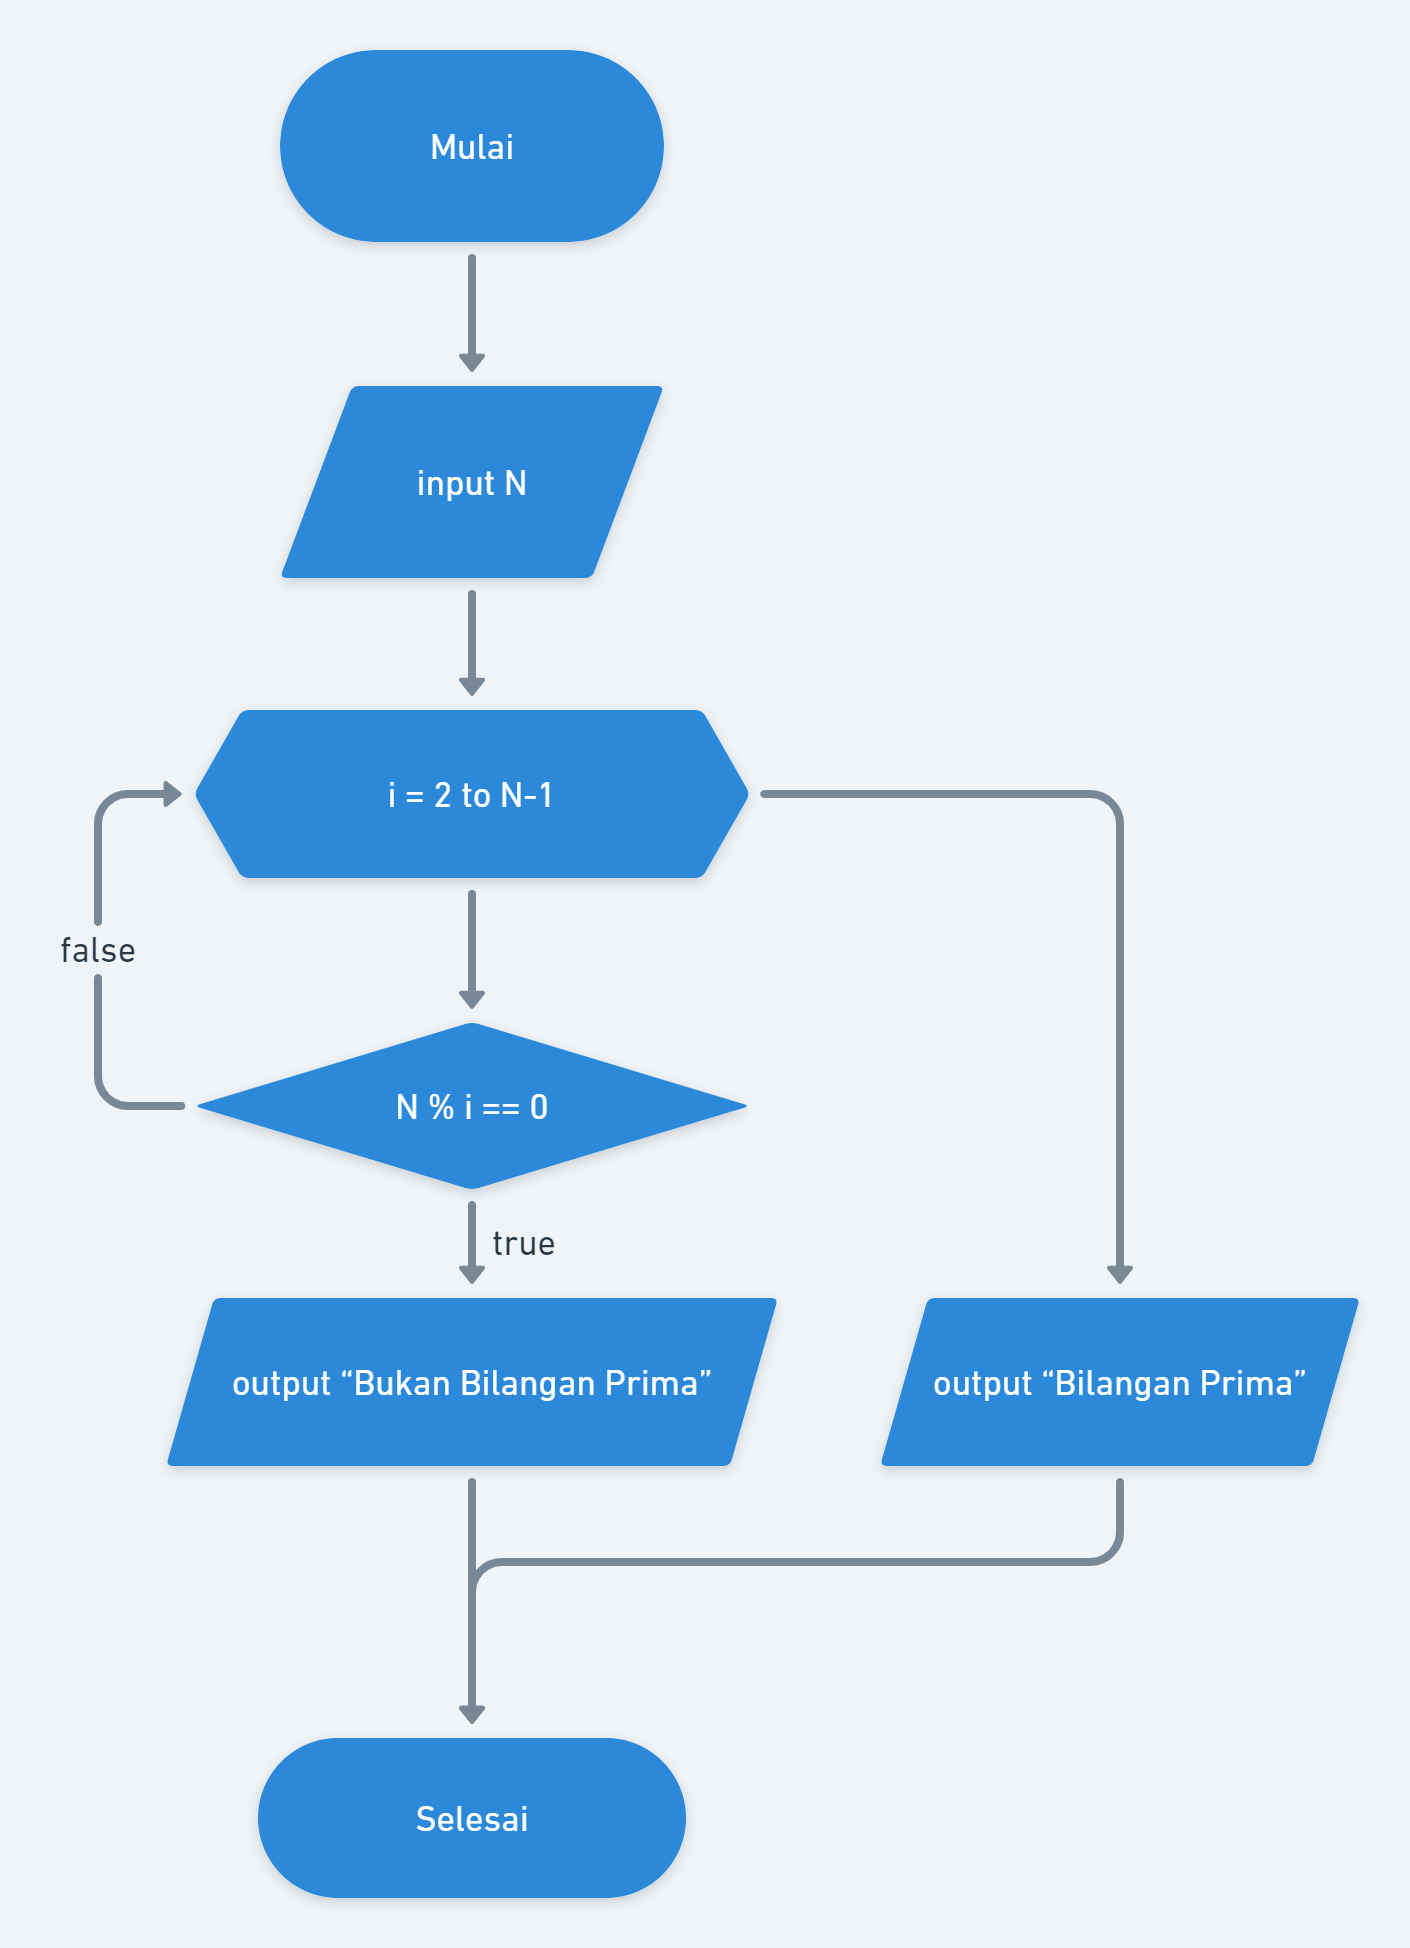 Mulai
input N
i = 2 to N-1
false
N % i == 0
true
output “Bukan Bilangan Prima”
output “Bilangan Prima”
Selesai